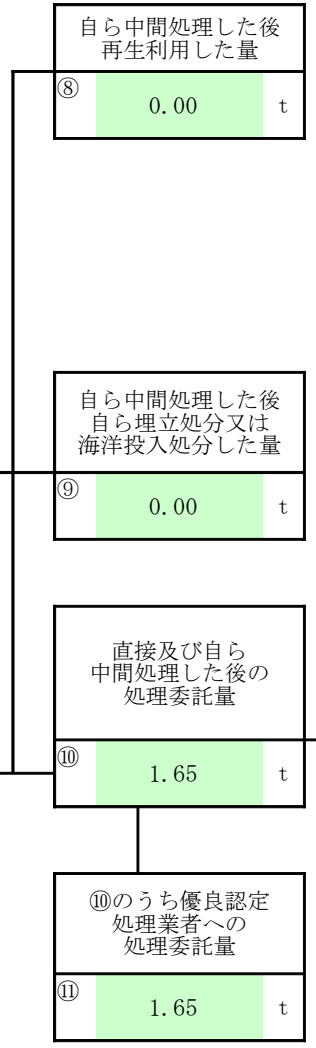 自ら中間処理した後
再生利用した量
⑧ 0.00 t
自ら中間処理した後
自ら埋立処分又は
海洋投入処分した量
⑨ 0.00 t
直接及び自ら
中間処理した後の
処理委託量
⑩ 1.65 t
⑩のうち優良認定
処理業者への
処理委託量
⑪ 1.65 t